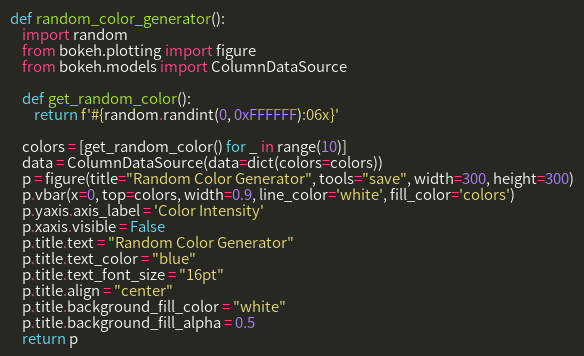 def random_color_generator():
    import random
    from bokeh.plotting import figure
    from bokeh.models import ColumnDataSource

    def get_random_color():
        return f'#{random.randint(0, 0xFFFFFF):06x}'

    colors = [get_random_color() for _ in range(10)]
    data = ColumnDataSource(data=dict(colors=colors))
    p = figure(title="Random Color Generator", tools="save", width=300, height=300)
    p.vbar(x=0, top=colors, width=0.9, line_color='white', fill_color='colors')
    p.yaxis.axis_label = 'Color Intensity'
    p.xaxis.visible = False
    p.title.text = "Random Color Generator"
    p.title.text_color = "blue"
    p.title.text_font_size = "16pt"
    p.title.align = "center"
    p.title.background_fill_color = "white"
    p.title.background_fill_alpha = 0.5
    return p